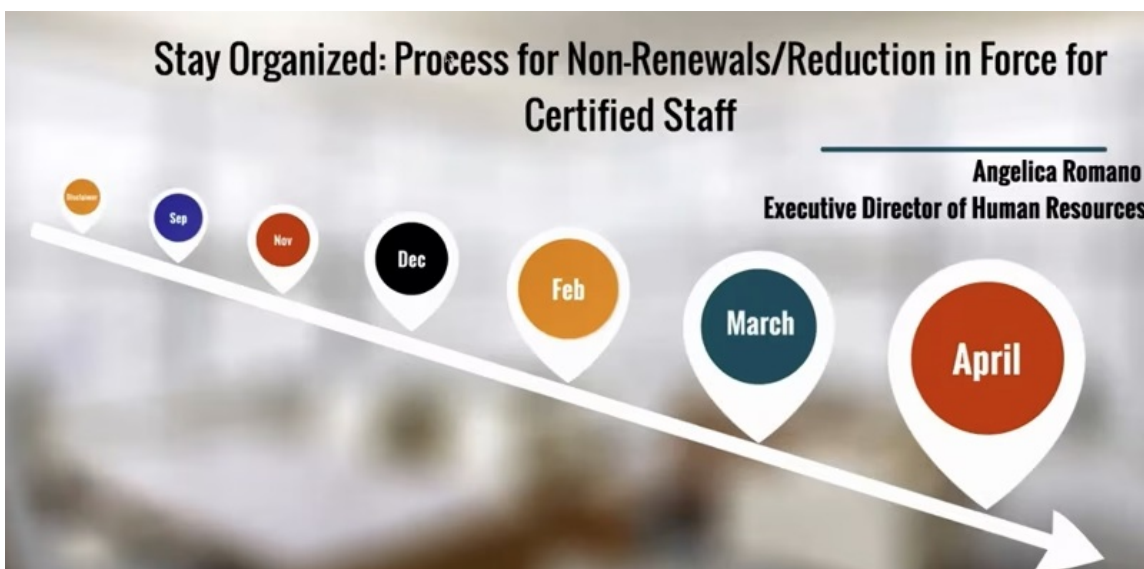 Stay Organized: Process for Non-Renewals/Reduction in Force for
Certified Staff
Angelica Romano
Executive Director of Human Resources
Disclaimer
Sep
Nov
Dec
Feb
March
April